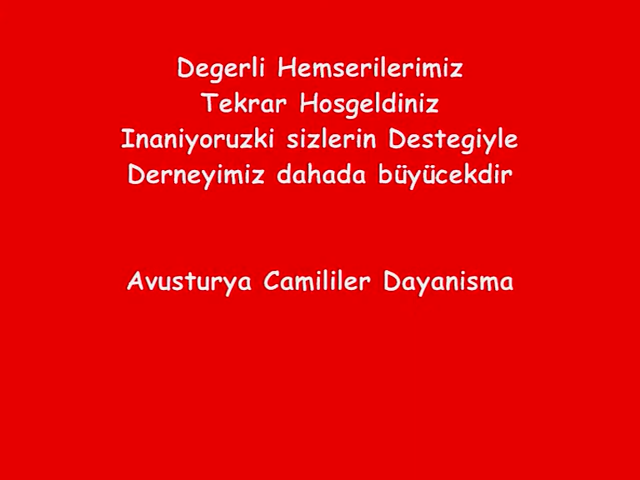 Degerli Hemserilerimiz
Tekrar Hosgeldiniz
Inaniyoruzki sizlerin Destegiyle
Derneyimiz dahada büyücekdir
Avusturya Camililer Dayanisma